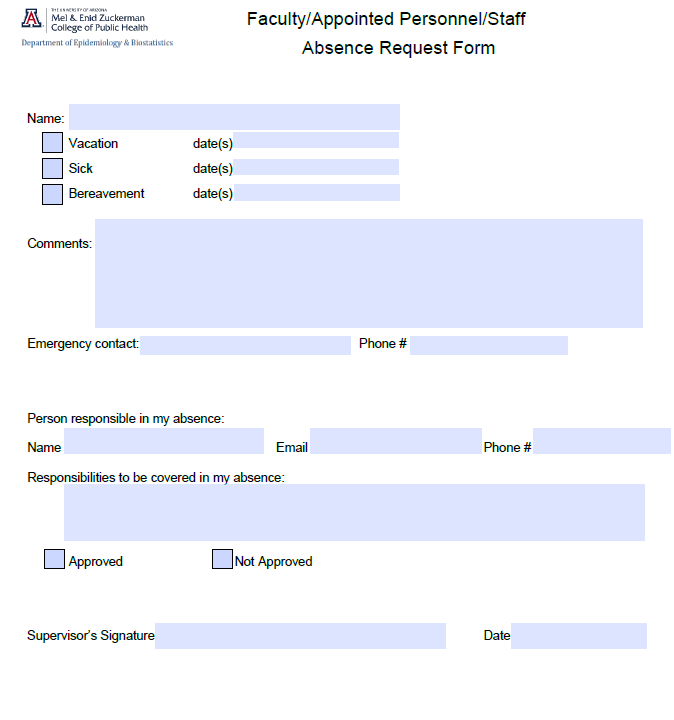 THE UNIVERSITY OF ARIZONA
Mel & Enid Zuckerman
College of Public Health
Department of Epidemiology & Biostatistics
Faculty/Appointed Personnel/Staff
Absence Request Form
Name:
Vacation date(s)
Sick date(s)
Bereavement date(s)
Comments:
Emergency contact: Phone #
Person responsible in my absence:
Name Email Phone #
Responsibilities to be covered in my absence:
Approved Not Approved
Supervisor's Signature Date